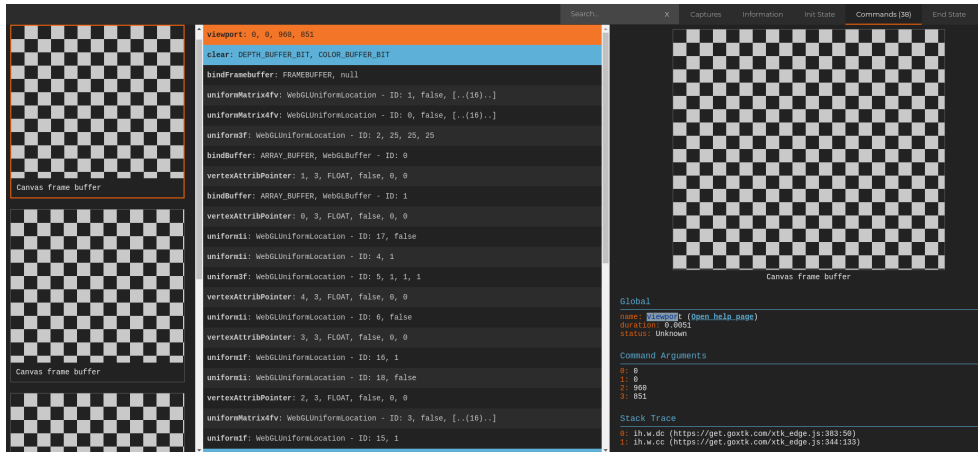 Search... X Captures Information Init State Commands (38) End State
Canvas frame buffer
Canvas frame buffer
viewport: 0, 0, 960, 851
clear: DEPTH_BUFFER_BIT, COLOR_BUFFER_BIT
bindFramebuffer: FRAMEBUFFER, null
uniformMatrix4fv: WebGLUniformLocation - ID: 1, false, [..(16)..]
uniformMatrix4fv: WebGLUniformLocation - ID: 0, false, [..(16)..]
uniform3f: WebGLUniformLocation - ID: 2, 25, 25, 25
bindBuffer: ARRAY_BUFFER, WebGLBuffer - ID: 0
vertexAttribPointer: 1, 3, FLOAT, false, 0, 0
bindBuffer: ARRAY_BUFFER, WebGLBuffer - ID: 1
vertexAttribPointer: 0, 3, FLOAT, false, 0, 0
uniform1i: WebGLUniformLocation - ID: 17, false
uniform1i: WebGLUniformLocation - ID: 4, 1
uniform3f: WebGLUniformLocation - ID: 5, 1, 1, 1
vertexAttribPointer: 4, 3, FLOAT, false, 0, 0
uniform1i: WebGLUniformLocation - ID: 6, false
vertexAttribPointer: 3, 3, FLOAT, false, 0, 0
uniform1f: WebGLUniformLocation - ID: 16, 1
uniform1i: WebGLUniformLocation - ID: 18, false
vertexAttribPointer: 2, 3, FLOAT, false, 0, 0
uniformMatrix4fv: WebGLUniformLocation - ID: 3, false, [..(16)..]
uniform1f: WebGLUniformLocation - ID: 15, 1
Canvas frame buffer
Global
name: viewport (Open help page)
duration: 0.0051
status: Unknown
Command Arguments
0: 0
1: 0
2: 960
3: 851
Stack Trace
0: ih.w.dc (https://get.goxtk.com/xtk_edge.js:383:50)
1: ih.w.cc (https://get.goxtk.com/xtk_edge.js:344:133)